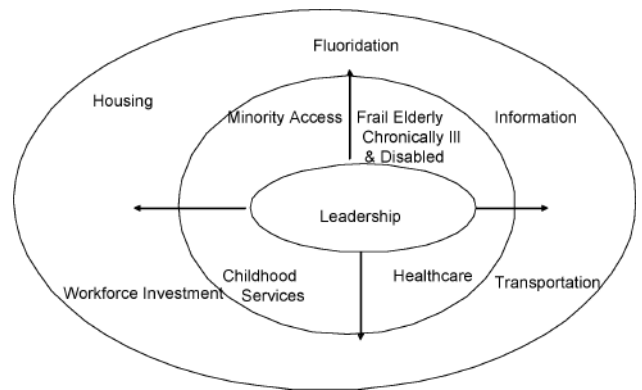 Fluoridation
Housing
Minority Access
Frail Elderly
Chronically Ill
& Disabled
Information
Leadership
Workforce Investment
Childhood
Services
Healthcare
Transportation